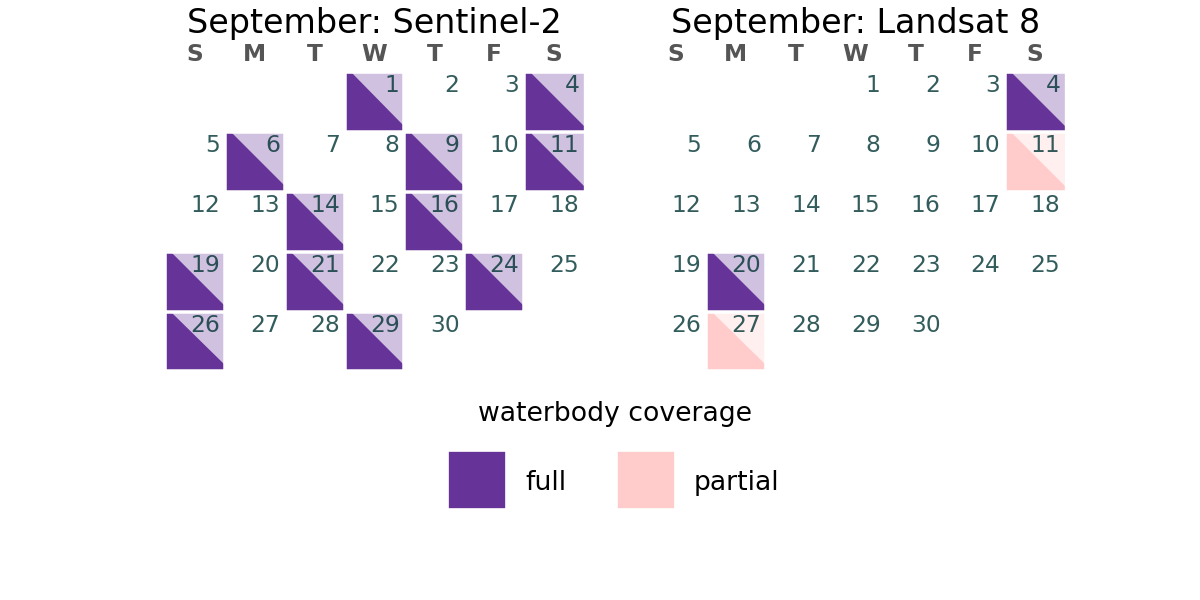 September: Sentinel-2
S M T W T F S
1 2 3 4
5 6 7 8 9 10 11
12 13 14 15 16 17 18
19 20 21 22 23 24 25
26 27 28 29 30
September: Landsat 8
S M T W T F S
1 2 3 4
5 6 7 8 9 10 11
12 13 14 15 16 17 18
19 20 21 22 23 24 25
26 27 28 29 30
waterbody coverage
full partial